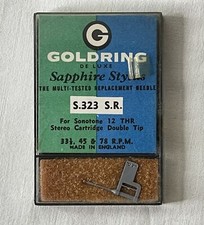 G
GOLDRING
DE LUXE
Sapphire Stylus
THE MULTI-TESTED REPLACEMENT NEEDLE
S.323 S.R.
For Sonotone 12 THR
Stereo Cartridge Double Tip
33⅓, 45 & 78 R.P.M.
MADE IN ENGLAND